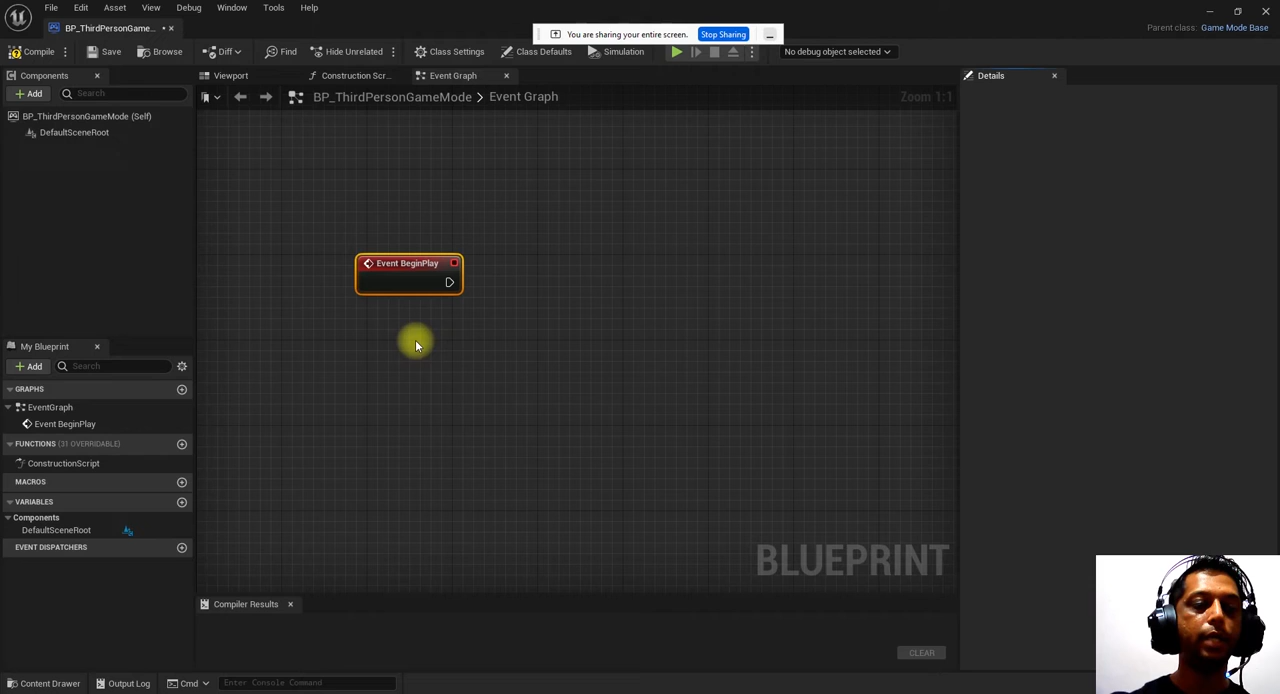 File Edit Asset View Debug Window Tools Help
BP_ThirdPersonGame...
You are sharing your entire screen. Stop Sharing
Parent class: Game Mode Base
Compile Save Browse Diff Find Hide Unrelated Class Settings Class Defaults Simulation No debug object selected
Components Viewport Construction Scr... Event Graph Details
Add Search
BP_ThirdPersonGameMode > Event Graph Zoom 1:1
BP_ThirdPersonGameMode (Self)
DefaultSceneRoot
Event BeginPlay
My Blueprint
Add Search
GRAPHS
EventGraph
Event BeginPlay
FUNCTIONS (31 OVERRIDABLE)
ConstructionScript
MACROS
VARIABLES
Components
DefaultSceneRoot
EVENT DISPATCHERS
BLUEPRINT
Compiler Results
CLEAR
Content Drawer Output Log Cmd Enter Console Command